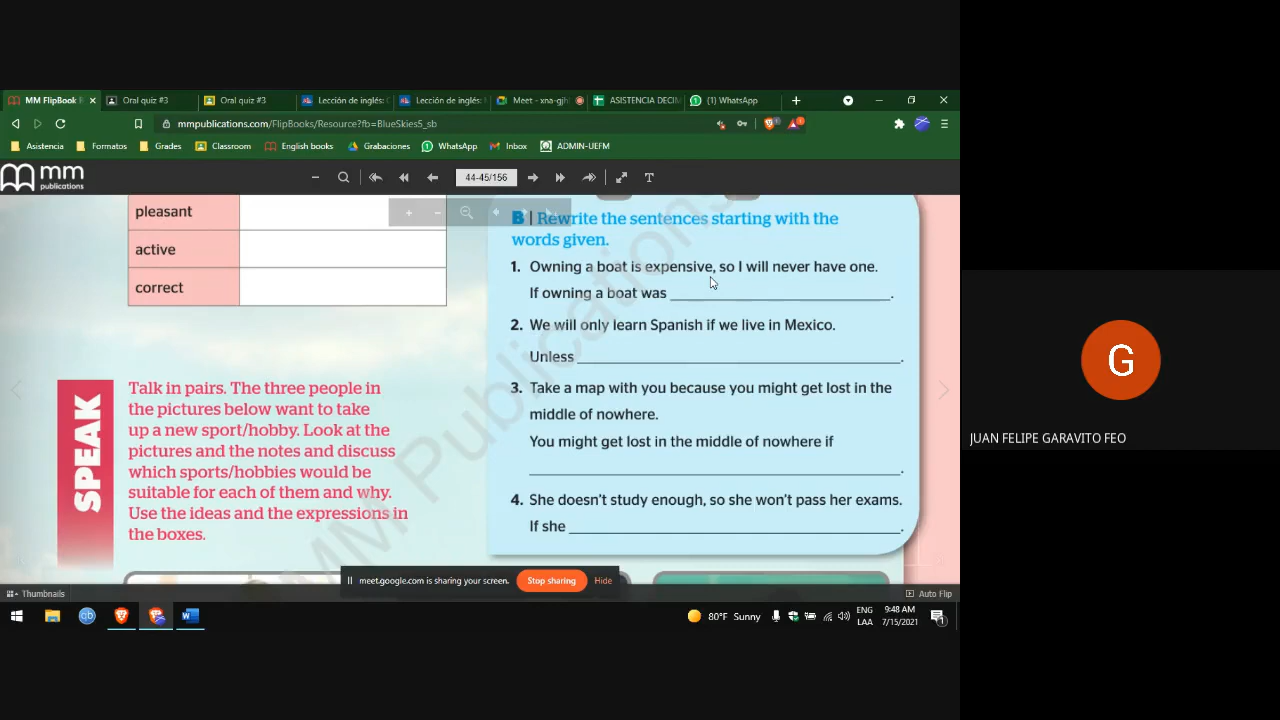 MM FlipBook
Oral quiz #3
Oral quiz #3
Lección de inglés:
Lección de inglés:
Meet - xna-gjh
ASISTENCIA DECIM
(1) WhatsApp
mmpublications.com/FlipBooks/Resource?fb=BlueSkies5_sb
Asistencia
Formatos
Grades
Classroom
English books
Grabaciones
WhatsApp
Inbox
ADMIN-UEFM
mm
publications
44-45/156
T
pleasant
active
correct
SPEAK
Talk in pairs. The three people in
the pictures below want to take
up a new sport/hobby. Look at the
pictures and the notes and discuss
which sports/hobbies would be
suitable for each of them and why.
Use the ideas and the expressions in
the boxes.
B | Rewrite the sentences starting with the
words given.
1. Owning a boat is expensive, so I will never have one.
If owning a boat was ____________________.
2. We will only learn Spanish if we live in Mexico.
Unless ____________________.
3. Take a map with you because you might get lost in the
middle of nowhere.
You might get lost in the middle of nowhere if
____________________.
4. She doesn't study enough, so she won't pass her exams.
If she ____________________.
MM Publications
meet.google.com is sharing your screen.
Stop sharing
Hide
Thumbnails
Auto Flip
80°F Sunny
ENG
LAA
9:48 AM
7/15/2021
1
G
JUAN FELIPE GARAVITO FEO